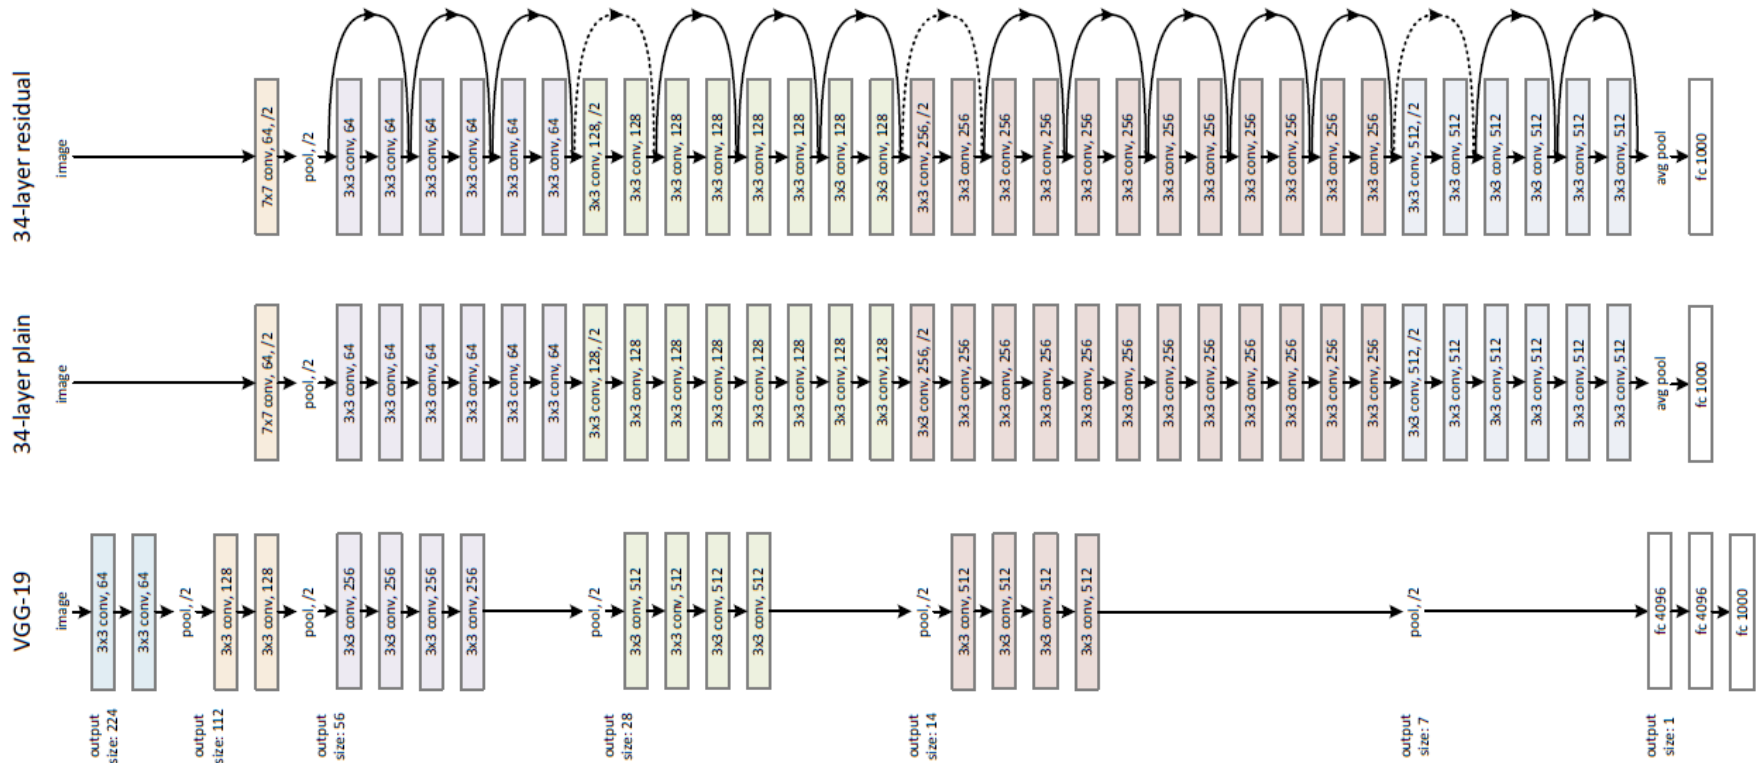 34-layer residual
image
7x7 conv, 64, /2
pool, /2
3x3 conv, 64
3x3 conv, 64
3x3 conv, 64
3x3 conv, 64
3x3 conv, 64
3x3 conv, 64
3x3 conv, 128, /2
3x3 conv, 128
3x3 conv, 128
3x3 conv, 128
3x3 conv, 128
3x3 conv, 128
3x3 conv, 128
3x3 conv, 128
3x3 conv, 256, /2
3x3 conv, 256
3x3 conv, 256
3x3 conv, 256
3x3 conv, 256
3x3 conv, 256
3x3 conv, 256
3x3 conv, 256
3x3 conv, 256
3x3 conv, 256
3x3 conv, 256
3x3 conv, 256
3x3 conv, 512, /2
3x3 conv, 512
3x3 conv, 512
3x3 conv, 512
3x3 conv, 512
3x3 conv, 512
avg pool
fc 1000
34-layer plain
image
7x7 conv, 64, /2
pool, /2
3x3 conv, 64
3x3 conv, 64
3x3 conv, 64
3x3 conv, 64
3x3 conv, 64
3x3 conv, 64
3x3 conv, 128, /2
3x3 conv, 128
3x3 conv, 128
3x3 conv, 128
3x3 conv, 128
3x3 conv, 128
3x3 conv, 128
3x3 conv, 128
3x3 conv, 256, /2
3x3 conv, 256
3x3 conv, 256
3x3 conv, 256
3x3 conv, 256
3x3 conv, 256
3x3 conv, 256
3x3 conv, 256
3x3 conv, 256
3x3 conv, 256
3x3 conv, 256
3x3 conv, 256
3x3 conv, 512, /2
3x3 conv, 512
3x3 conv, 512
3x3 conv, 512
3x3 conv, 512
3x3 conv, 512
avg pool
fc 1000
VGG-19
image
3x3 conv, 64
3x3 conv, 64
pool, /2
3x3 conv, 128
3x3 conv, 128
pool, /2
3x3 conv, 256
3x3 conv, 256
3x3 conv, 256
3x3 conv, 256
pool, /2
3x3 conv, 512
3x3 conv, 512
3x3 conv, 512
3x3 conv, 512
pool, /2
3x3 conv, 512
3x3 conv, 512
3x3 conv, 512
3x3 conv, 512
pool, /2
fc 4096
fc 4096
fc 1000
output
size: 224
output
size: 112
output
size: 56
output
size: 28
output
size: 14
output
size: 7
output
size: 1